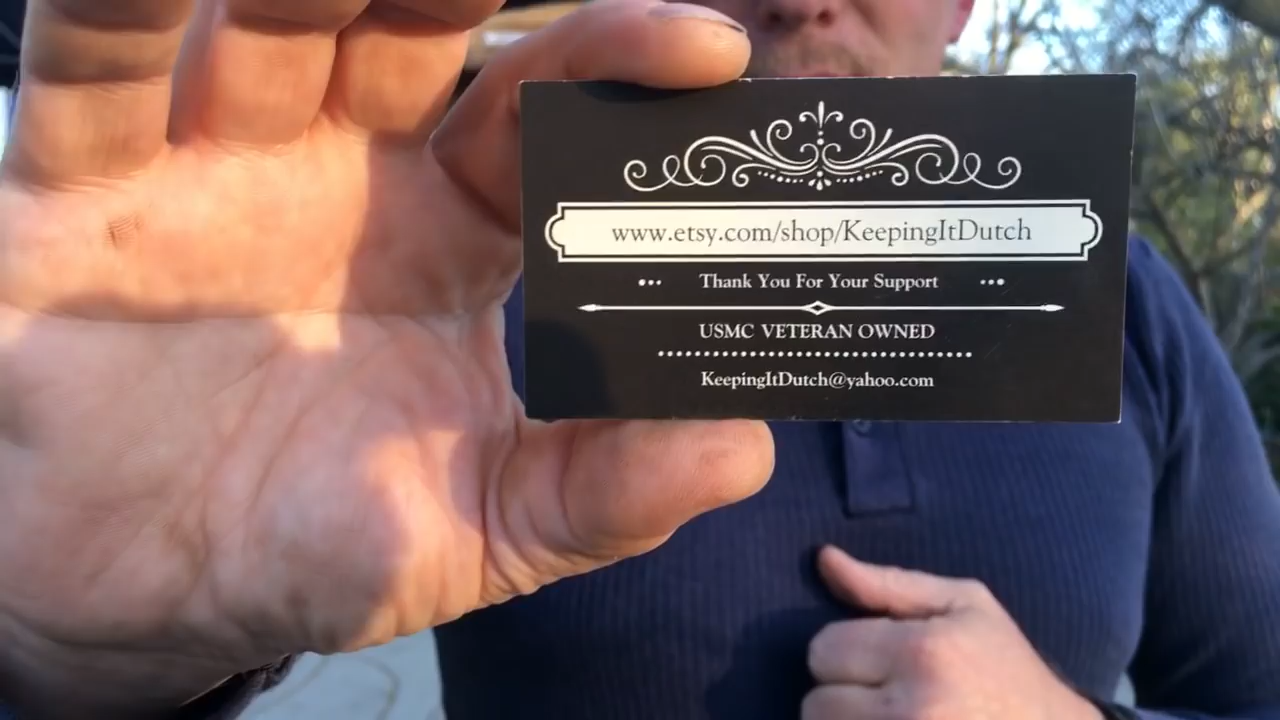 www.etsy.com/shop/KeepingItDutch
Thank You For Your Support
USMC VETERAN OWNED
KeepingItDutch@yahoo.com